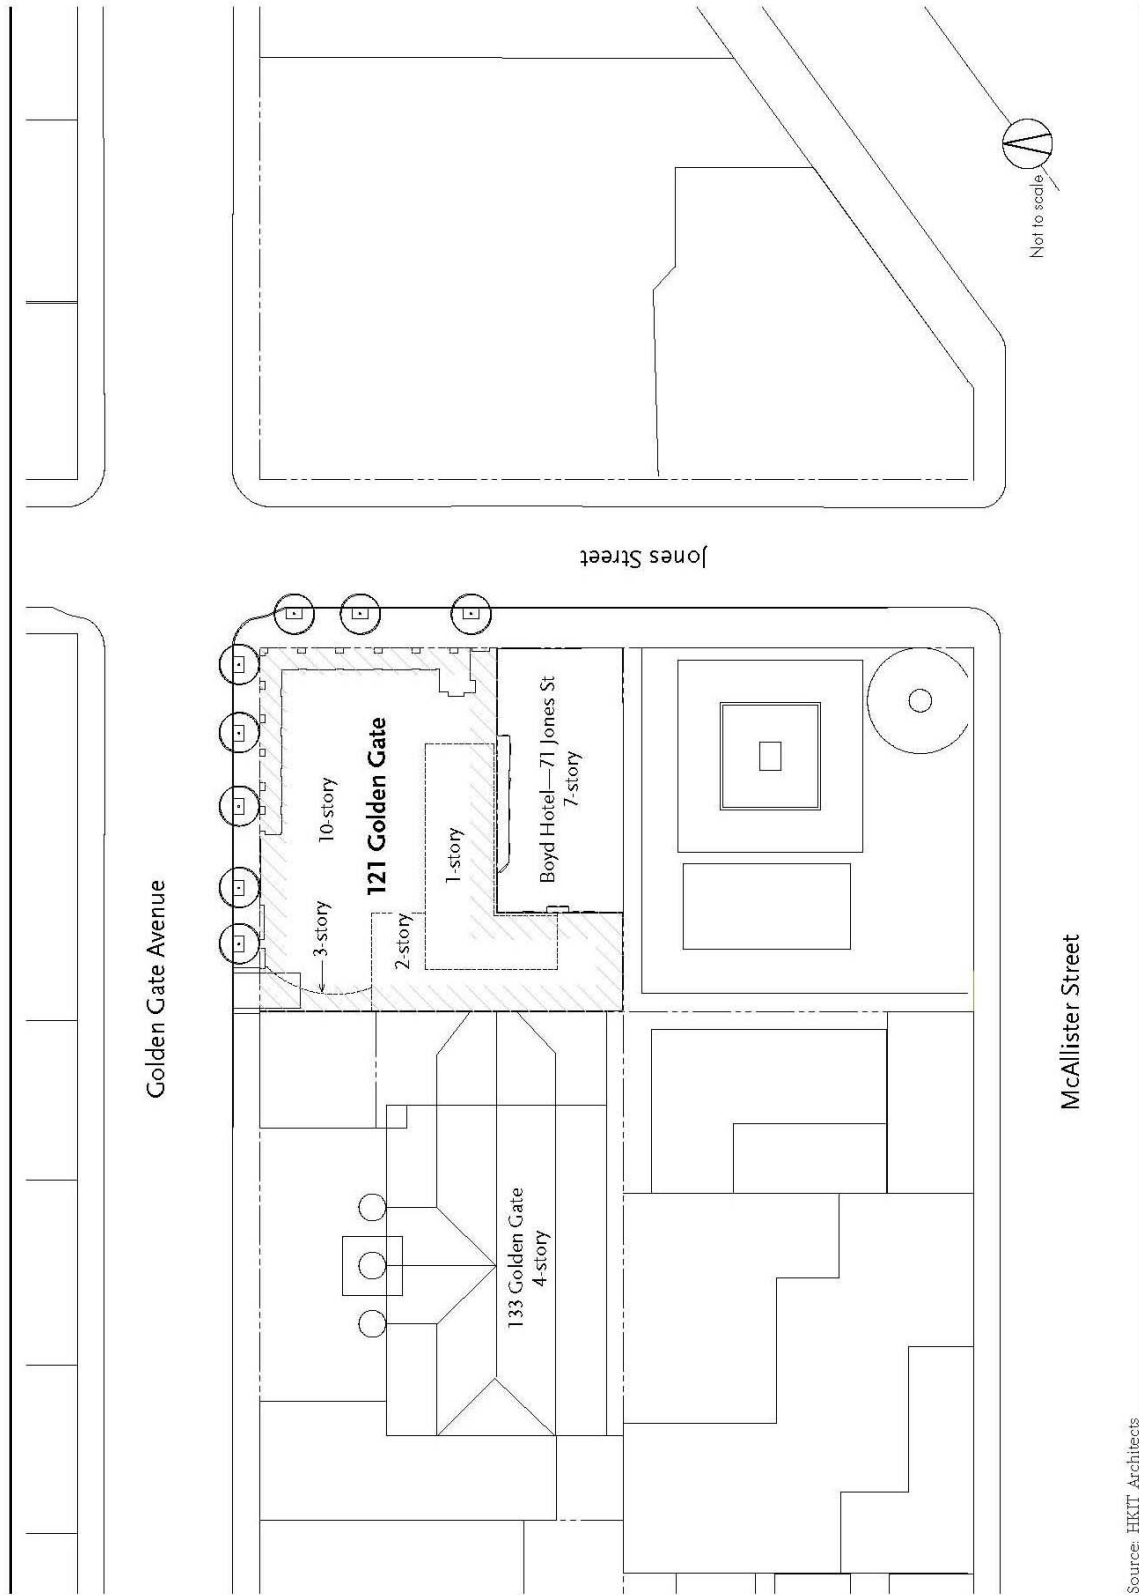 Golden Gate Avenue
3-story
10-story
121 Golden Gate
2-story
1-story
Boyd Hotel—71 Jones St
7-story
Jones Street
133 Golden Gate
4-story
McAllister Street
Not to scale
Source: HKIT Architects